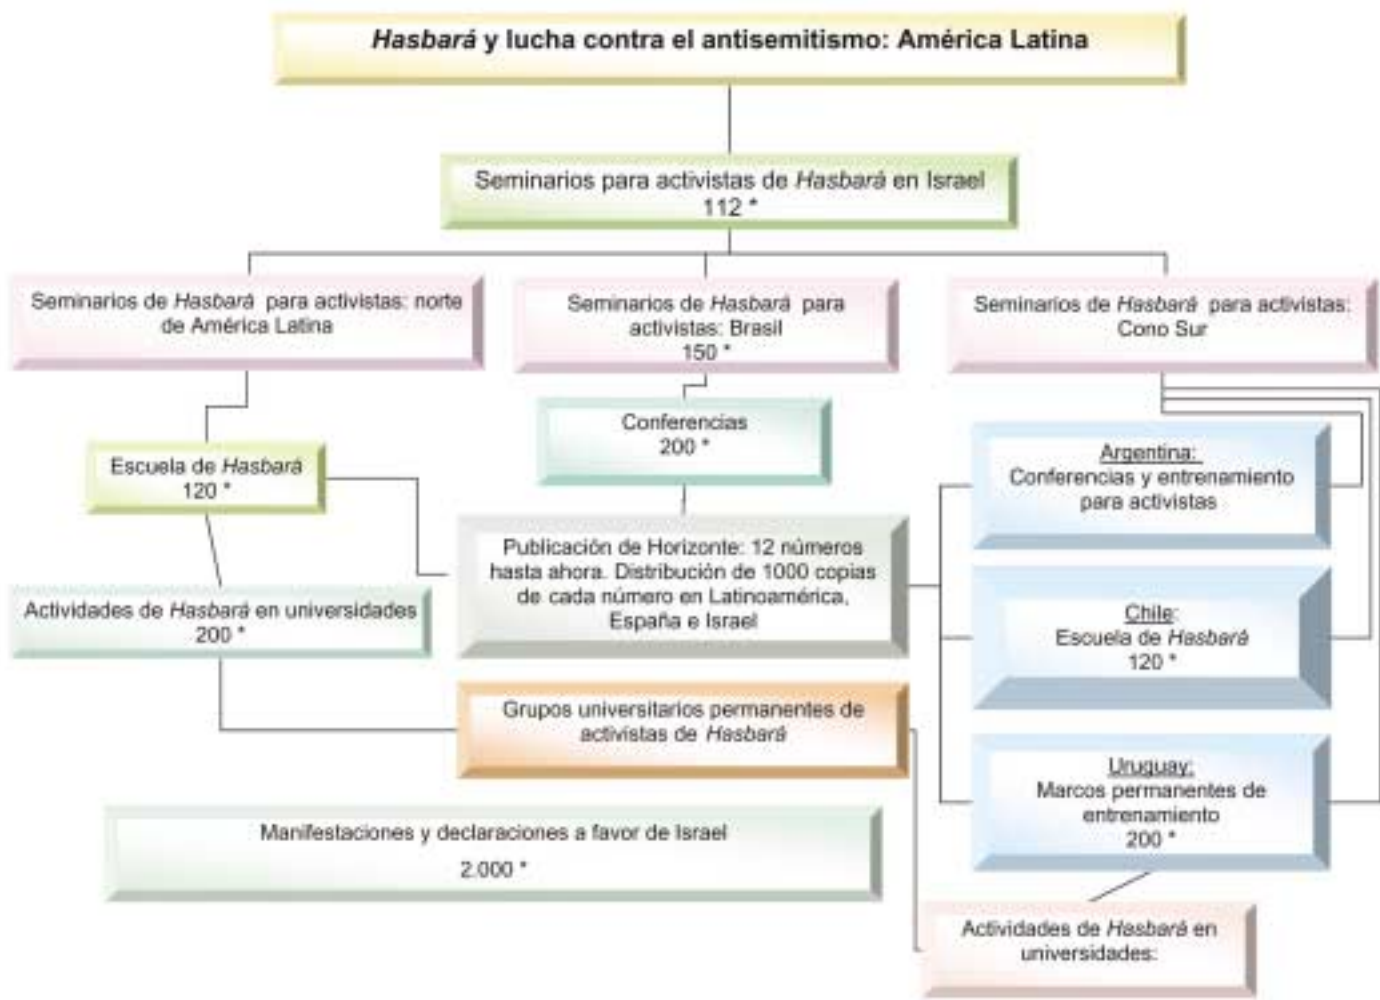 Hasbará y lucha contra el antisemitismo: América Latina
Seminarios para activistas de Hasbará en Israel
112 *
Seminarios de Hasbará para activistas: norte
de América Latina
Seminarios de Hasbará para
activistas: Brasil
150 *
Seminarios de Hasbará para activistas:
Cono Sur
Escuela de Hasbará
120 *
Conferencias
200 *
Argentina:
Conferencias y entrenamiento
para activistas
Publicación de Horizonte: 12 números
hasta ahora. Distribución de 1000 copias
de cada número en Latinoamérica,
España e Israel
Actividades de Hasbará en universidades
200 *
Chile:
Escuela de Hasbará
120 *
Grupos universitarios permanentes de
activistas de Hasbará
Uruguay:
Marcos permanentes de
entrenamiento
200 *
Manifestaciones y declaraciones a favor de Israel
2.000 *
Actividades de Hasbará en
universidades: